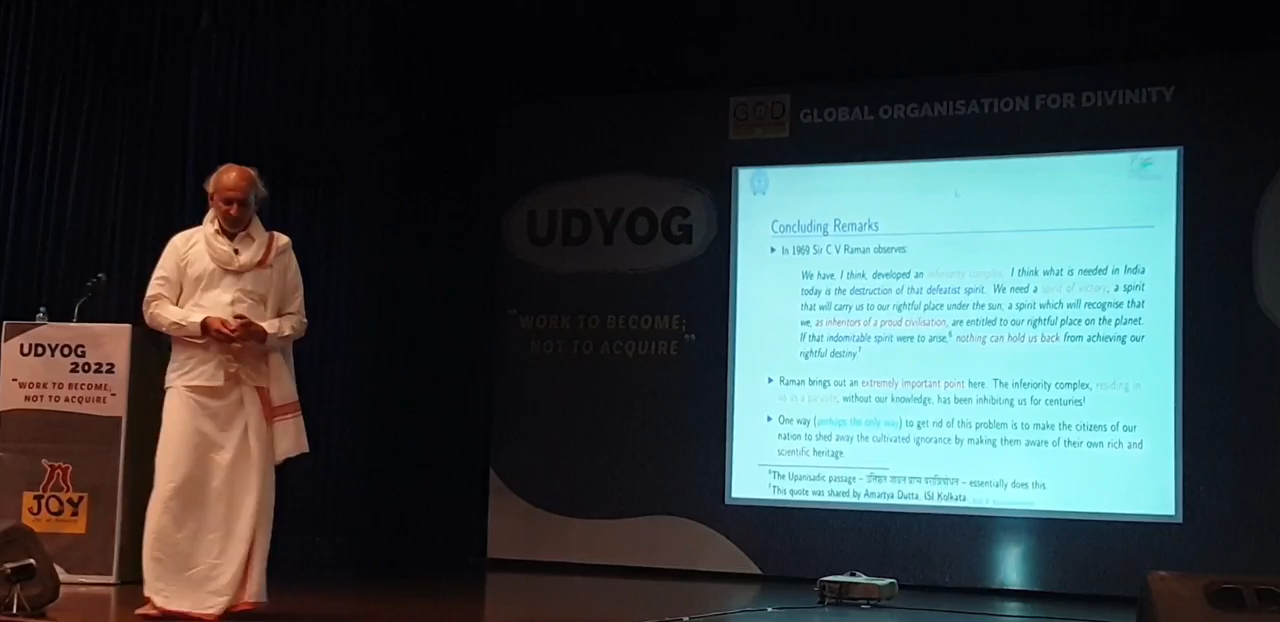 GOD GLOBAL ORGANISATION FOR DIVINITY
UDYOG
"WORK TO BECOME;
NOT TO ACQUIRE"
UDYOG
2022
"WORK TO BECOME;
NOT TO ACQUIRE"
JOY
Concluding Remarks
In 1969 Sir C V Raman observes:
We have, I think, developed an inferiority complex. I think what is needed in India
today is the destruction of that defeatist spirit. We need a spirit of victory, a spirit
that will carry us to our rightful place under the sun, a spirit which will recognise that
we, as inheritors of a proud civilisation, are entitled to our rightful place on the planet.
If that indomitable spirit were to arise,⁶ nothing can hold us back from achieving our
rightful destiny⁷
Raman brings out an extremely important point here. The inferiority complex, residing in
us as a parasite, without our knowledge, has been inhibiting us for centuries!
One way (perhaps the only way) to get rid of this problem is to make the citizens of our
nation to shed away the cultivated ignorance by making them aware of their own rich and
scientific heritage.
⁶The Upanisadic passage – – essentially does this.
⁷This quote was shared by Amartya Dutta, ISI Kolkata.